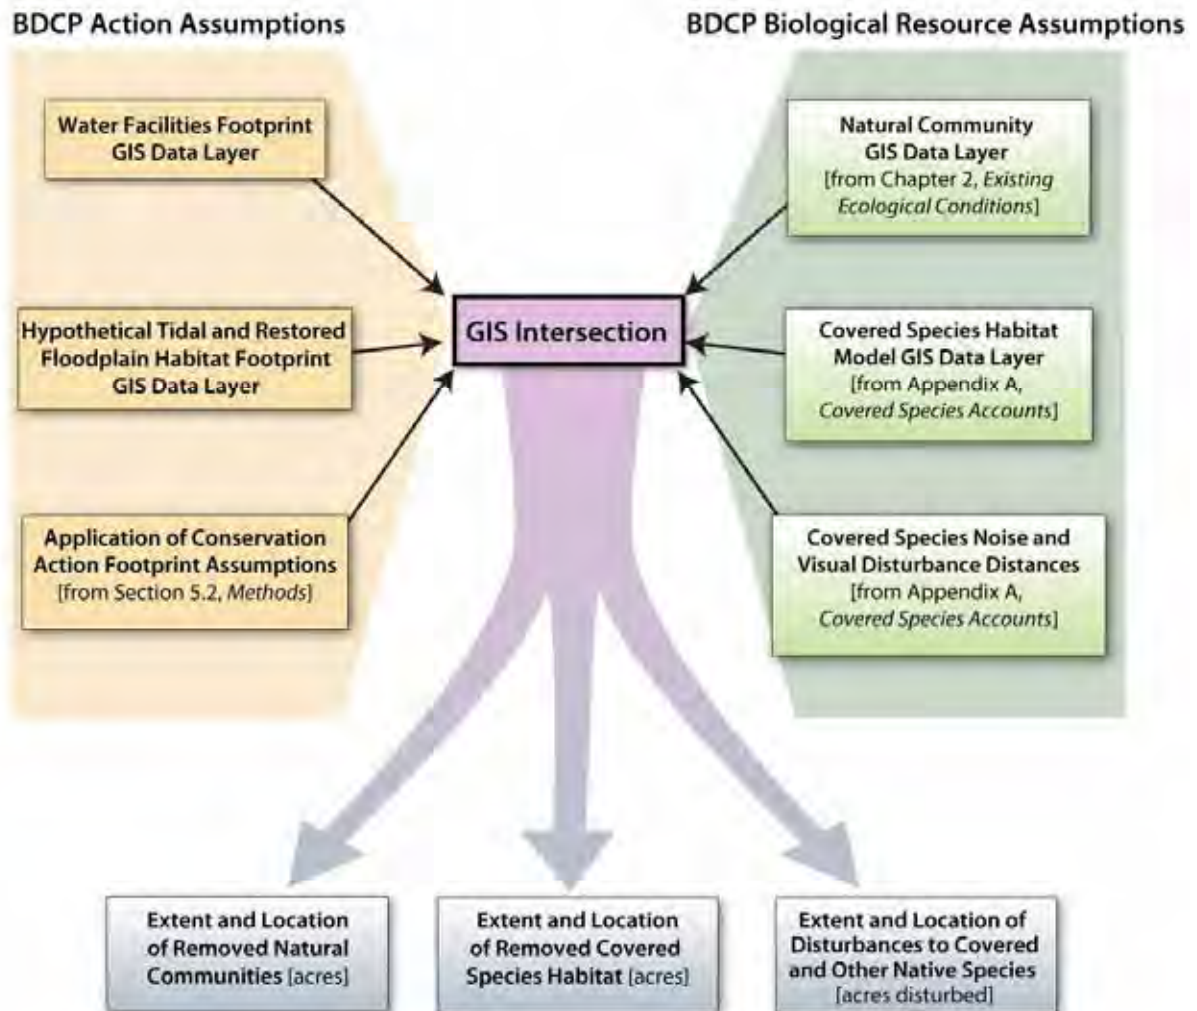 BDCP Action Assumptions
BDCP Biological Resource Assumptions
Water Facilities Footprint
GIS Data Layer
Hypothetical Tidal and Restored
Floodplain Habitat Footprint
GIS Data Layer
Application of Conservation
Action Footprint Assumptions
[from Section 5.2, Methods]
GIS Intersection
Natural Community
GIS Data Layer
[from Chapter 2, Existing
Ecological Conditions]
Covered Species Habitat
Model GIS Data Layer
[from Appendix A,
Covered Species Accounts]
Covered Species Noise and
Visual Disturbance Distances
[from Appendix A,
Covered Species Accounts]
Extent and Location
of Removed Natural
Communities [acres]
Extent and Location
of Removed Covered
Species Habitat [acres]
Extent and Location of
Disturbances to Covered
and Other Native Species
[acres disturbed]